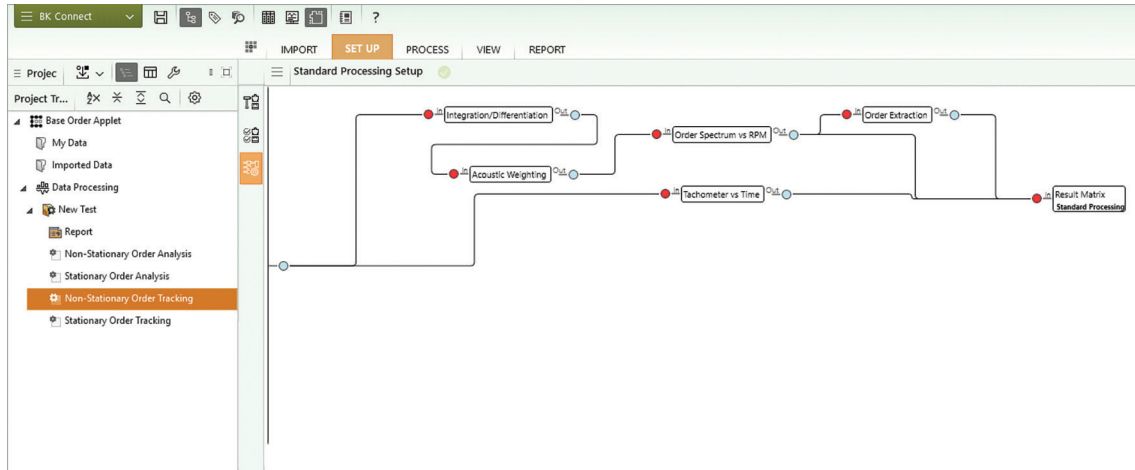 BK Connect
?
IMPORT SET UP PROCESS VIEW REPORT
Projec
Standard Processing Setup
Project Tr...
Base Order Applet
My Data
Imported Data
Data Processing
New Test
Report
Non-Stationary Order Analysis
Stationary Order Analysis
Non-Stationary Order Tracking
Stationary Order Tracking
In Integration/Differentiation Out
In Order Extraction Out
In Order Spectrum vs RPM Out
In Acoustic Weighting Out
In Tachometer vs Time Out
In Result Matrix
Standard Processing